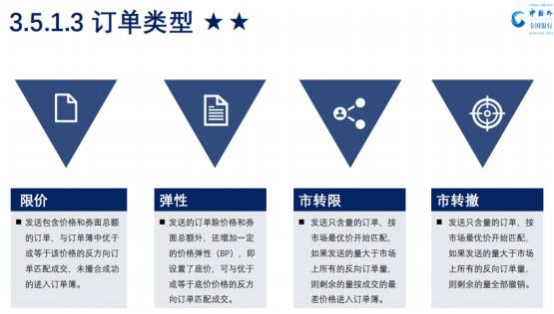 3.5.1.3 订单类型 ★★
中国外
全国银行
限价
■ 发送包含价格和券面总额
的订单，与订单簿中优于
或等于该价格的反方向订
单匹配成交，未撮合成功
的进入订单簿。
弹性
■ 发送的订单除价格和券
面总额外，还增加一定
的价格弹性（BP），即
设置了底价，可与优于
或等于底价价格的反方
向订单匹配成交。
市转限
■ 发送只含量的订单，按
市场最优价开始匹配，
如果发送的量大于市场
上所有的反向订单量，
则剩余的量按成交的最
差价格进入订单簿。
市转撤
■ 发送只含量的订单，按
市场最优价开始匹配，
如果发送的量大于市场
上所有的反向订单量，
则剩余的量全部撤销。